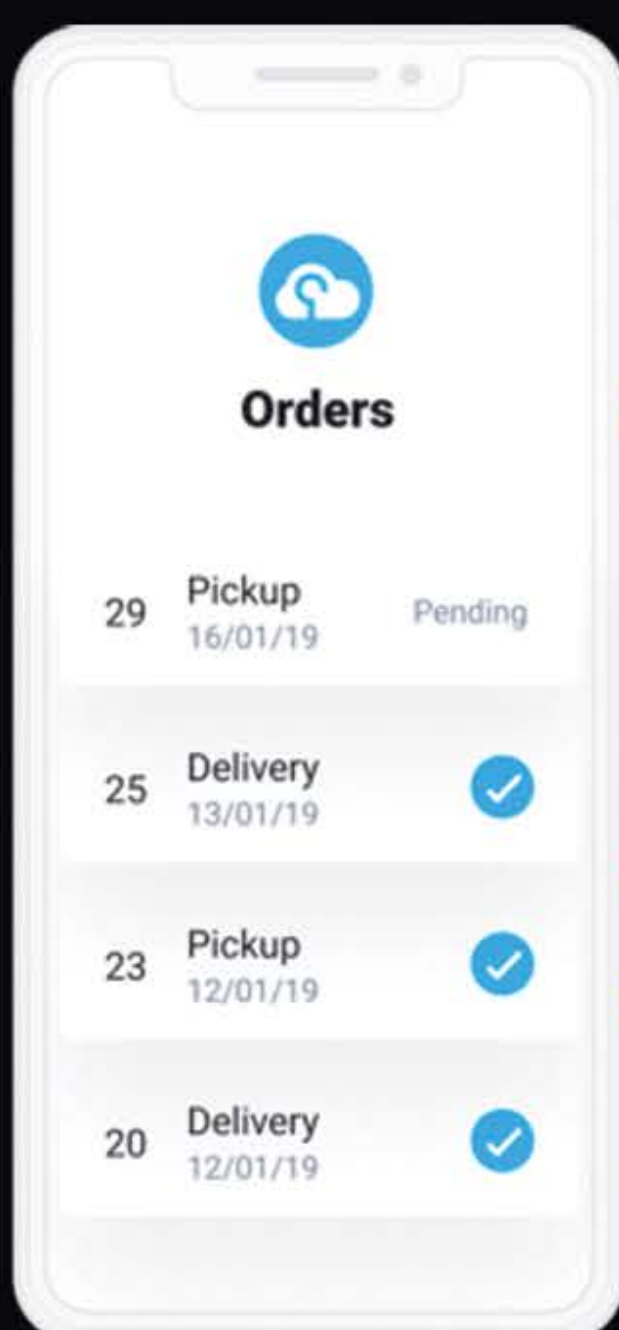 Orders
29 Pickup Pending
16/01/19
25 Delivery
13/01/19
23 Pickup
12/01/19
20 Delivery
12/01/19